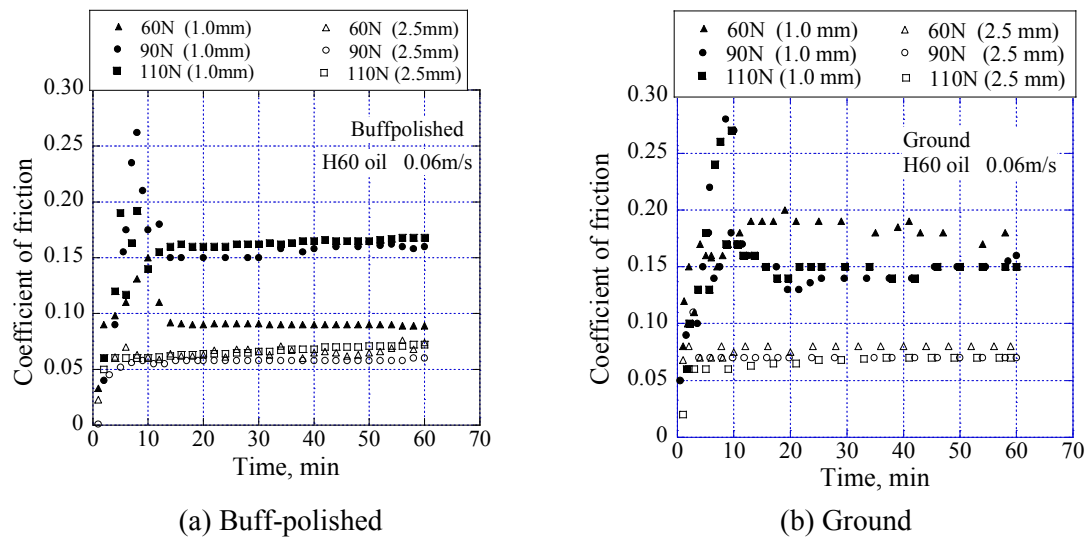 60N (1.0mm) 60N (2.5mm)
90N (1.0mm) 90N (2.5mm)
110N (1.0mm) 110N (2.5mm)
0.30
0.25
0.20
0.15
0.10
0.05
0
Coefficient of friction
Buffpolished
H60 oil 0.06m/s
0 10 20 30 40 50 60 70
Time, min
(a) Buff-polished
60N (1.0 mm) 60N (2.5 mm)
90N (1.0 mm) 90N (2.5 mm)
110N (1.0 mm) 110N (2.5 mm)
0.30
0.25
0.20
0.15
0.10
0.05
0
Coefficient of friction
Ground
H60 oil 0.06m/s
0 10 20 30 40 50 60 70
Time, min
(b) Ground